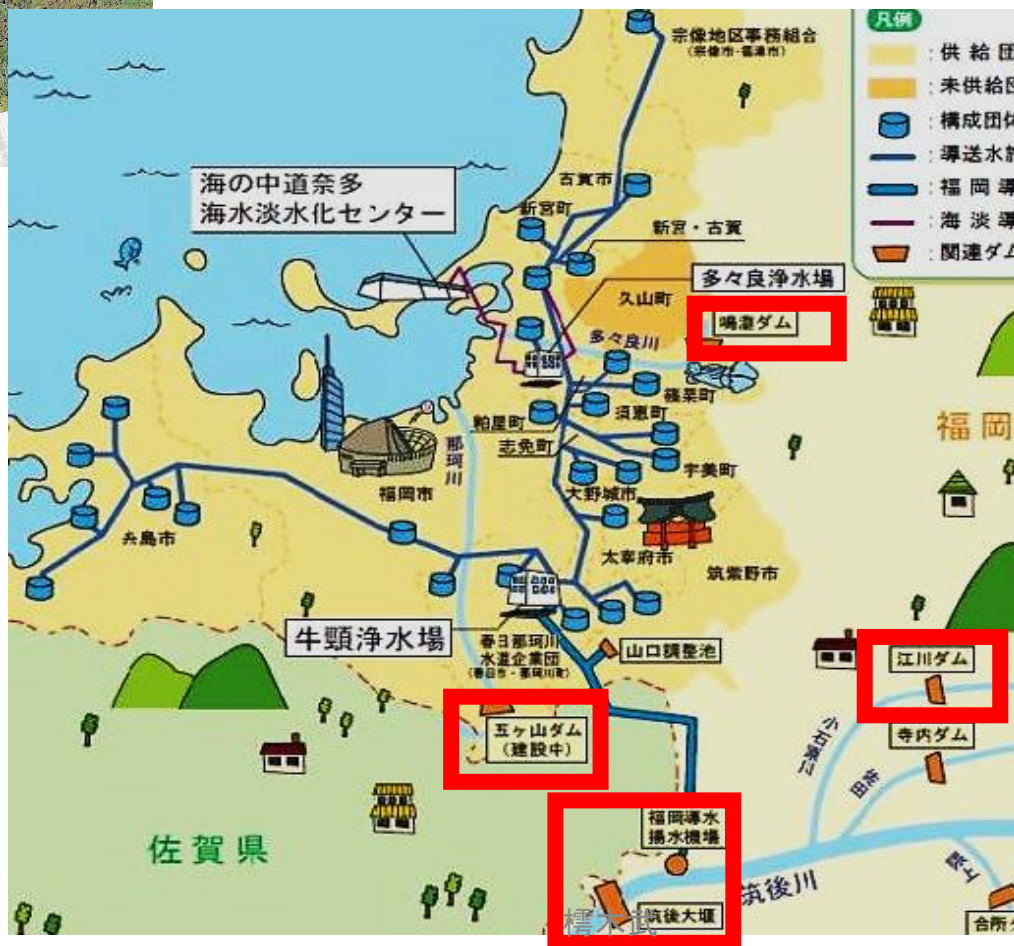 凡例
：供給団
：未供給団
：構成団体
：導送水施
：福岡導
：海淡導
：関連ダム
宗像地区事務組合
(宗像市・福津市)
古賀市
新宮町
新宮・古賀
海の中道奈多
海水淡水化センター
多々良浄水場
久山町
鳴淵ダム
多々良川
篠栗町
粕屋町
須恵町
志免町
宇美町
福岡
那珂川
福岡市
大野城市
糸島市
太宰府市
筑紫野市
牛頸浄水場
春日那珂川
水道企業団
(春日市・那珂川町)
山口調整池
江川ダム
小石原川
寺内ダム
佐田
五ヶ山ダム
(建設中)
福岡導水
揚水機場
佐賀県
筑後川
筑後大堰
樗木武
合所ダ